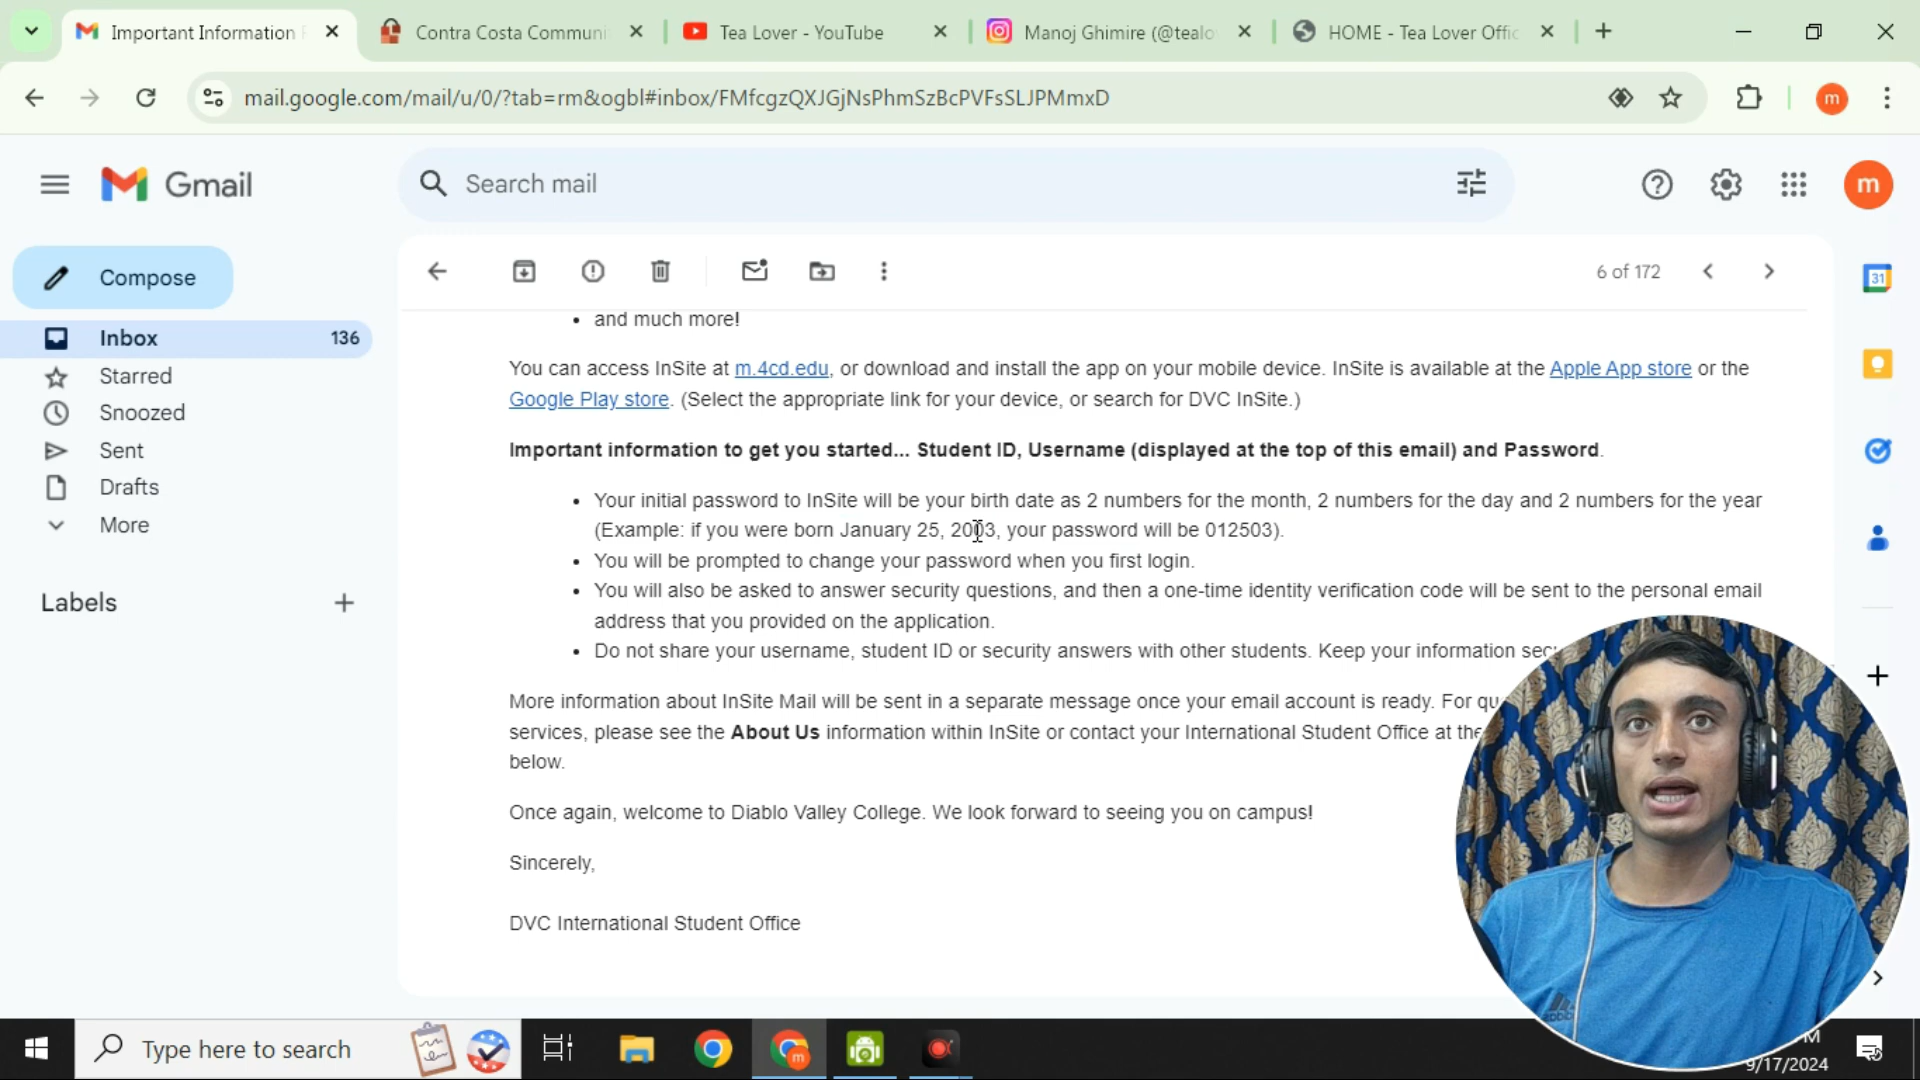 Important Information
Contra Costa Communi
Tea Lover - YouTube
Manoj Ghimire (@tealo
HOME - Tea Lover Offic
mail.google.com/mail/u/0/?tab=rm&ogbl#inbox/FMfcgzQXJGjNsPhmSzBcPVFsSLJPMmxD
m
Gmail
Search mail
m
Compose
6 of 172
31
Inbox 136
Starred
Snoozed
Sent
Drafts
More
Labels
and much more!
You can access InSite at m.4cd.edu, or download and install the app on your mobile device. InSite is available at the Apple App store or the
Google Play store. (Select the appropriate link for your device, or search for DVC InSite.)
Important information to get you started... Student ID, Username (displayed at the top of this email) and Password.
• Your initial password to InSite will be your birth date as 2 numbers for the month, 2 numbers for the day and 2 numbers for the year
(Example: if you were born January 25, 2003, your password will be 012503).
• You will be prompted to change your password when you first login.
• You will also be asked to answer security questions, and then a one-time identity verification code will be sent to the personal email
address that you provided on the application.
• Do not share your username, student ID or security answers with other students. Keep your information sec
More information about InSite Mail will be sent in a separate message once your email account is ready. For qu
services, please see the About Us information within InSite or contact your International Student Office at the
below.
Once again, welcome to Diablo Valley College. We look forward to seeing you on campus!
Sincerely,
DVC International Student Office
adidas
Type here to search
m
M
9/17/2024